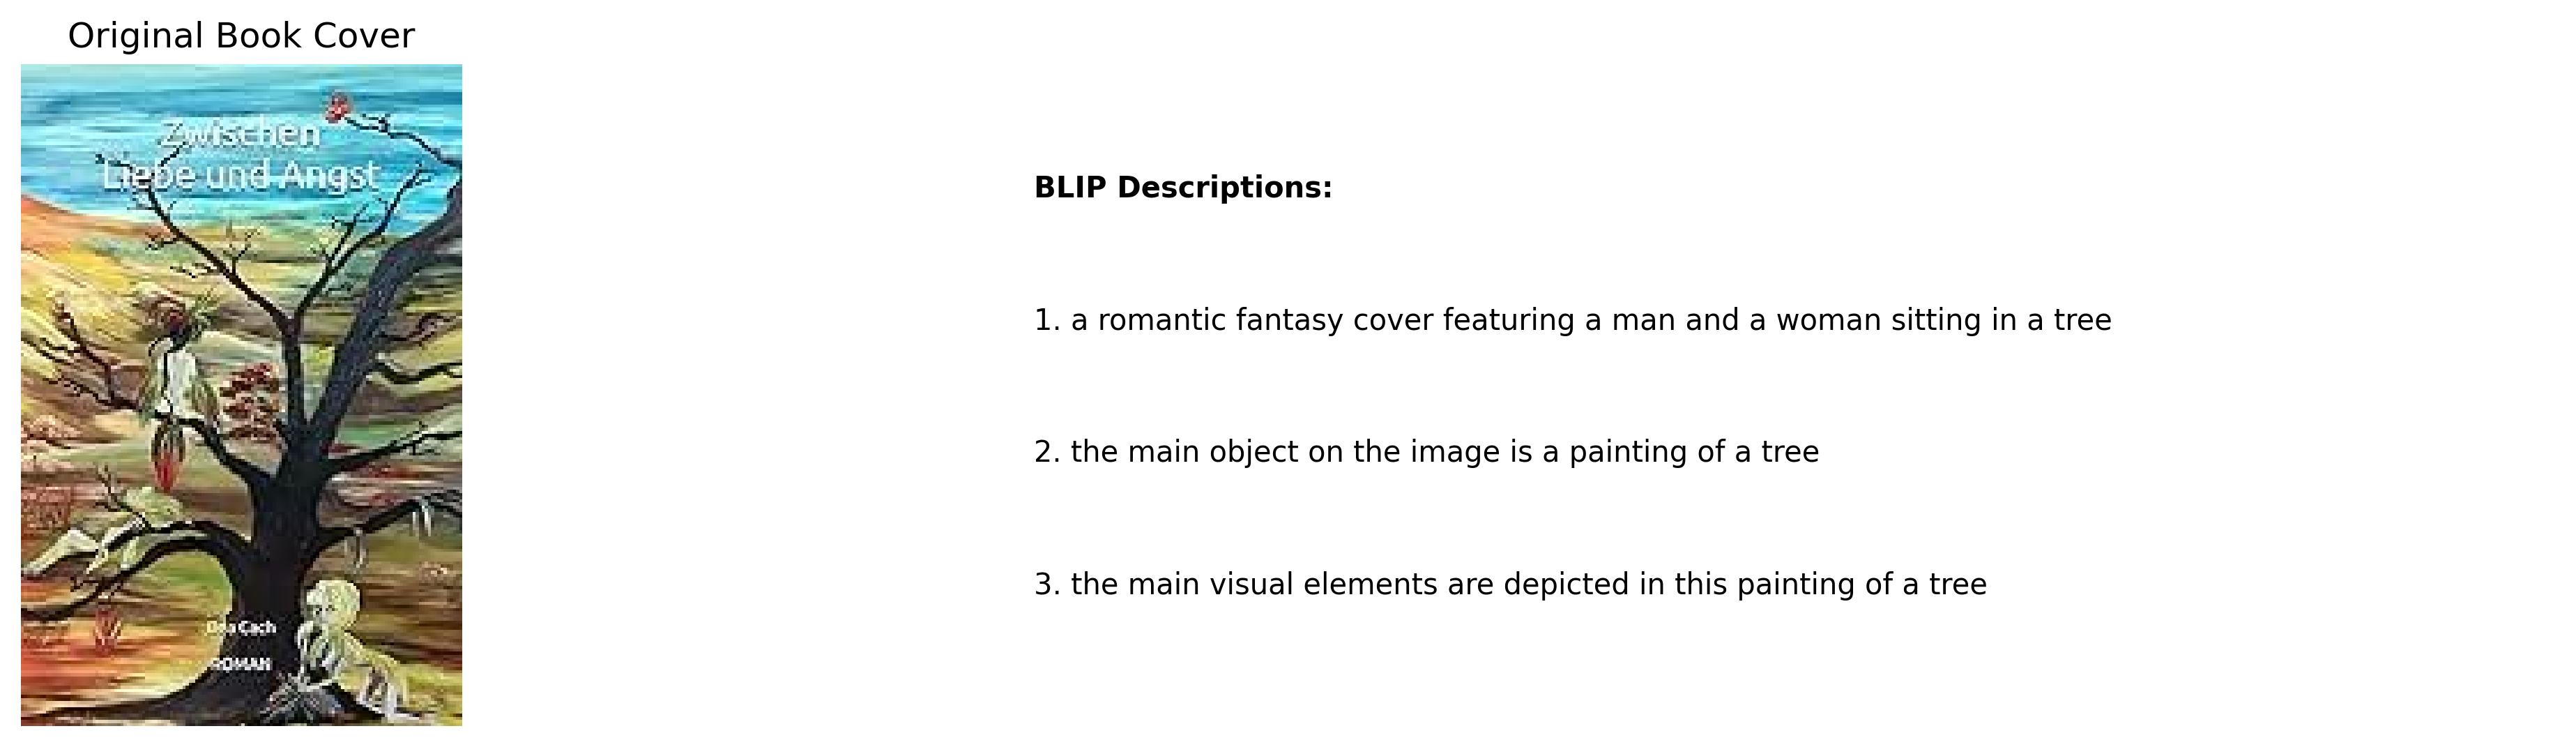 Original Book Cover
Zwischen
Liebe und Angst
Cach
ROMAN
BLIP Descriptions:
1. a romantic fantasy cover featuring a man and a woman sitting in a tree
2. the main object on the image is a painting of a tree
3. the main visual elements are depicted in this painting of a tree